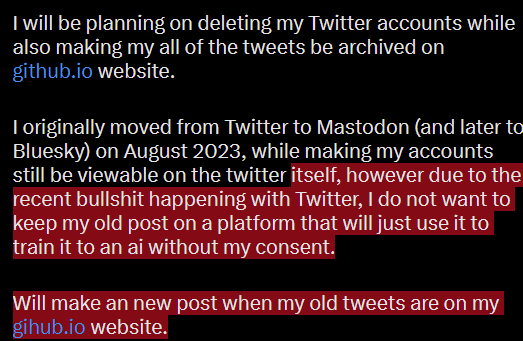 I will be planning on deleting my Twitter accounts while
also making my all of the tweets be archived on
github.io website.
I originally moved from Twitter to Mastodon (and later to
Bluesky) on August 2023, while making my accounts
still be viewable on the twitter itself, however due to the
recent bullshit happening with Twitter, I do not want to
keep my old post on a platform that will just use it to
train it to an ai without my consent.
Will make an new post when my old tweets are on my
gihub.io website.